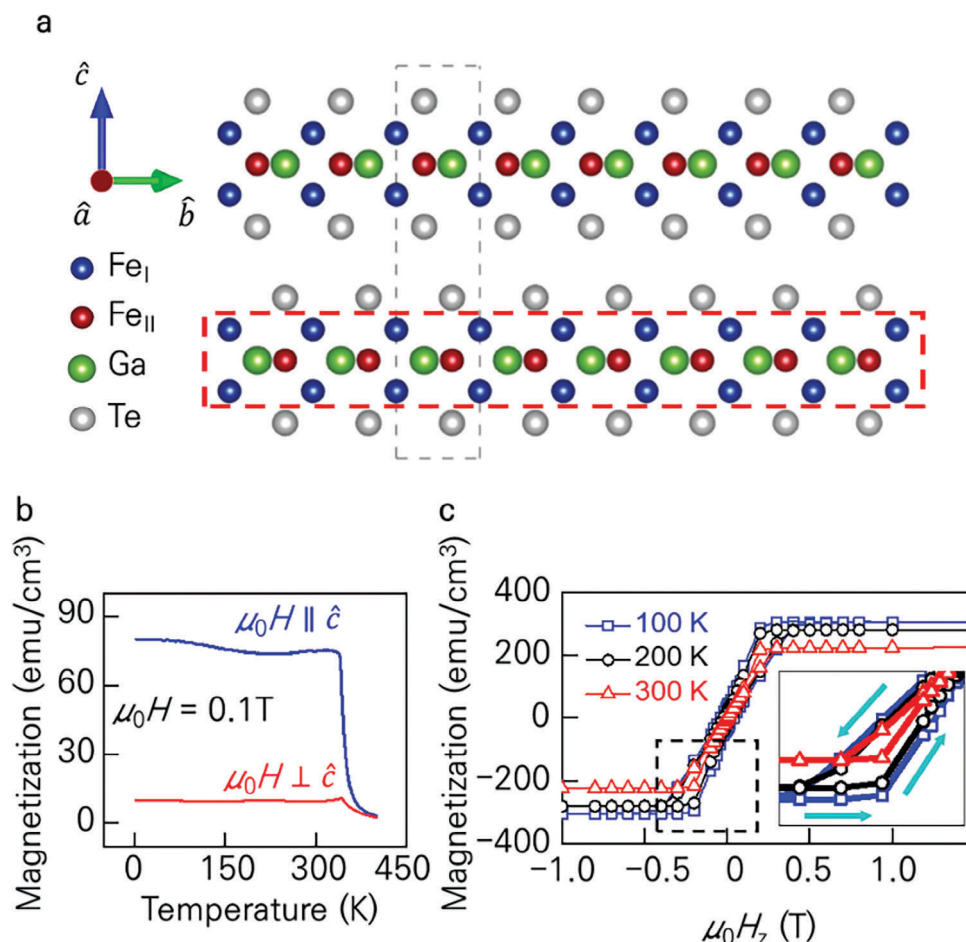 a
ĉ
â
b̂
Fe_I
Fe_II
Ga
Te
b
Magnetization (emu/cm³)
90
60
30
0
μ₀H ∥ ĉ
μ₀H = 0.1T
μ₀H ⊥ ĉ
0 150 300 450
Temperature (K)
c
Magnetization (emu/cm³)
400
200
0
−200
−400
100 K
200 K
300 K
−1.0 −0.5 0 0.5 1.0
μ₀H_z (T)